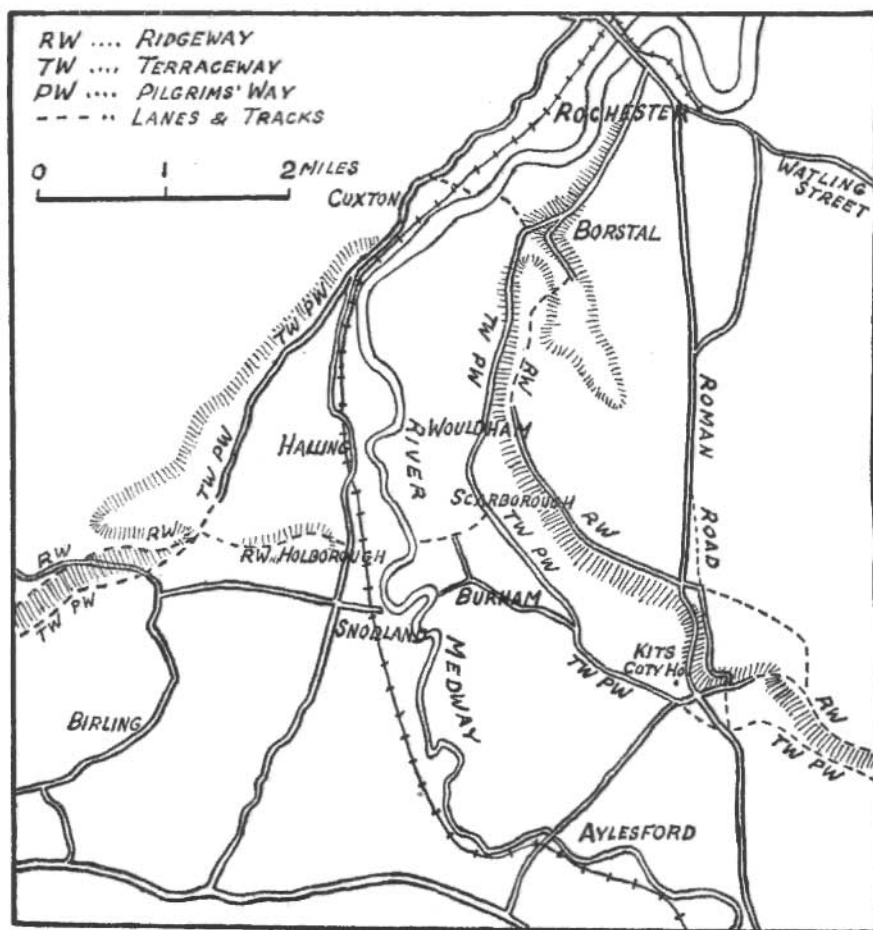 RW .... RIDGEWAY
TW .... TERRACEWAY
PW .... PILGRIMS' WAY
---·· LANES & TRACKS
0 1 2 MILES
ROCHESTER
WATLING
STREET
CUXTON
BORSTAL
TW PW
TW PW
RW
ROMAN
ROAD
HALLING
RIVER
WOULDHAM
TW PW
SCARBOROUGH
TW PW
RW
RW
RW
RW HOLBOROUGH
TW PW
SNODLAND
BURHAM
MEDWAY
KITS
COTY HO.
TW PW
RW
TW PW
BIRLING
AYLESFORD